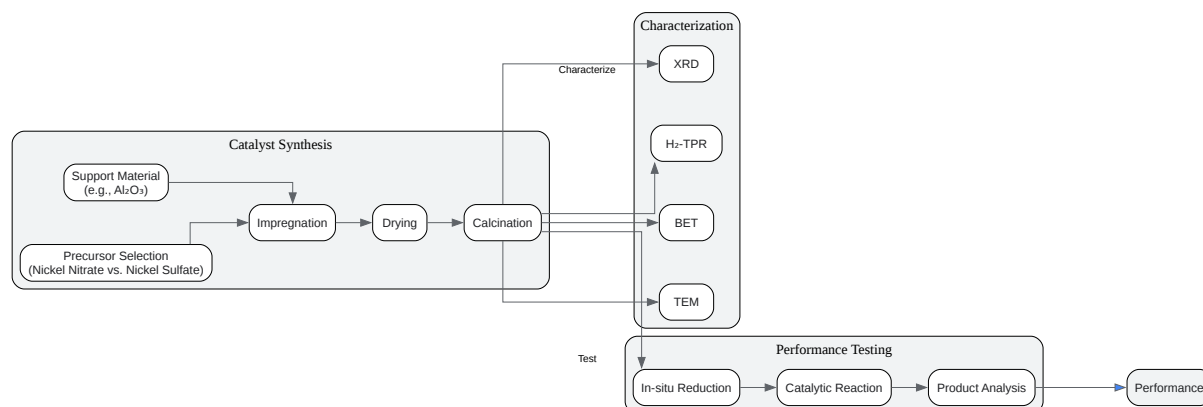 Characterization
XRD
Characterize
H₂-TPR
Catalyst Synthesis
Support Material
(e.g., Al₂O₃)
Impregnation
Drying
Calcination
BET
Precursor Selection
(Nickel Nitrate vs. Nickel Sulfate)
TEM
Test
Performance Testing
In-situ Reduction
Catalytic Reaction
Product Analysis
Performance